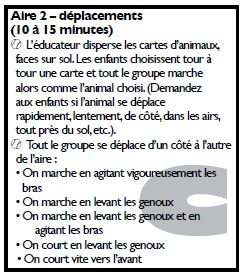 Aire 2 – déplacements
(10 à 15 minutes)
L'éducateur disperse les cartes d'animaux,
faces sur sol. Les enfants choisissent tour à
tour une carte et tout le groupe marche
alors comme l'animal choisi. (Demandez
aux enfants si l'animal se déplace
rapidement, lentement, de côté, dans les airs,
tout près du sol, etc.).
Tout le groupe se déplace d'un côté à l'autre
de l'aire :
• On marche en agitant vigoureusement les
bras
• On marche en levant les genoux
• On marche en levant les genoux et en
agitant les bras
• On court en levant les genoux
• On court vite vers l'avant